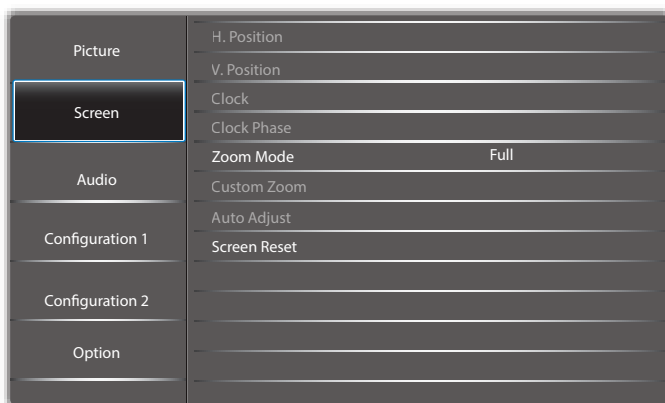 Picture
Screen
Audio
Configuration 1
Configuration 2
Option
H. Position
V. Position
Clock
Clock Phase
Zoom Mode Full
Custom Zoom
Auto Adjust
Screen Reset